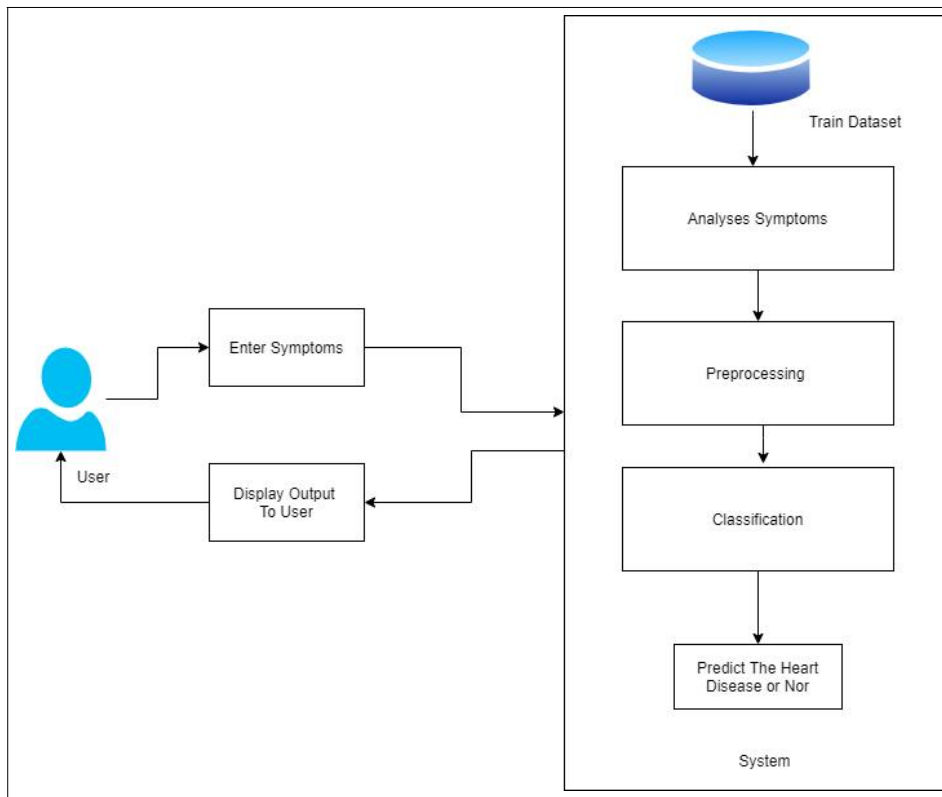 Train Dataset
Analyses Symptoms
Enter Symptoms
Preprocessing
User
Display Output
To User
Classification
Predict The Heart
Disease or Nor
System